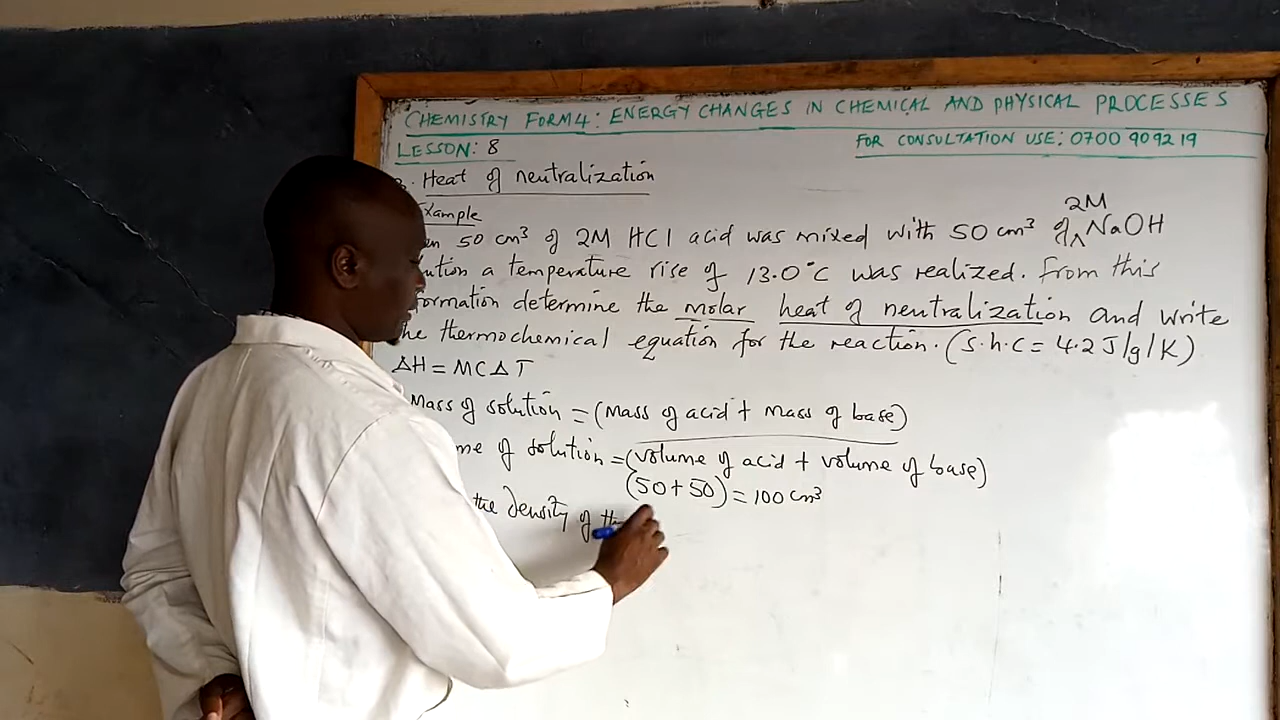 CHEMISTRY FORM 4: ENERGY CHANGES IN CHEMICAL AND PHYSICAL PROCESSES
LESSON: 8
FOR CONSULTATION USE: 0700 909219
Heat of neutralization
Example
50 cm³ of 2M HCl acid was mixed with 50 cm³ of 2M NaOH
a temperature rise of 13.0°C was realized. From this
determine the molar heat of neutralization and write
the thermochemical equation for the reaction. (S.h.c = 4.2 J/g/K)
ΔH = MCΔT
Mass of solution = (mass of acid + mass of base)
of solution = (volume of acid + volume of base)
(50 + 50) = 100 cm³
the density of